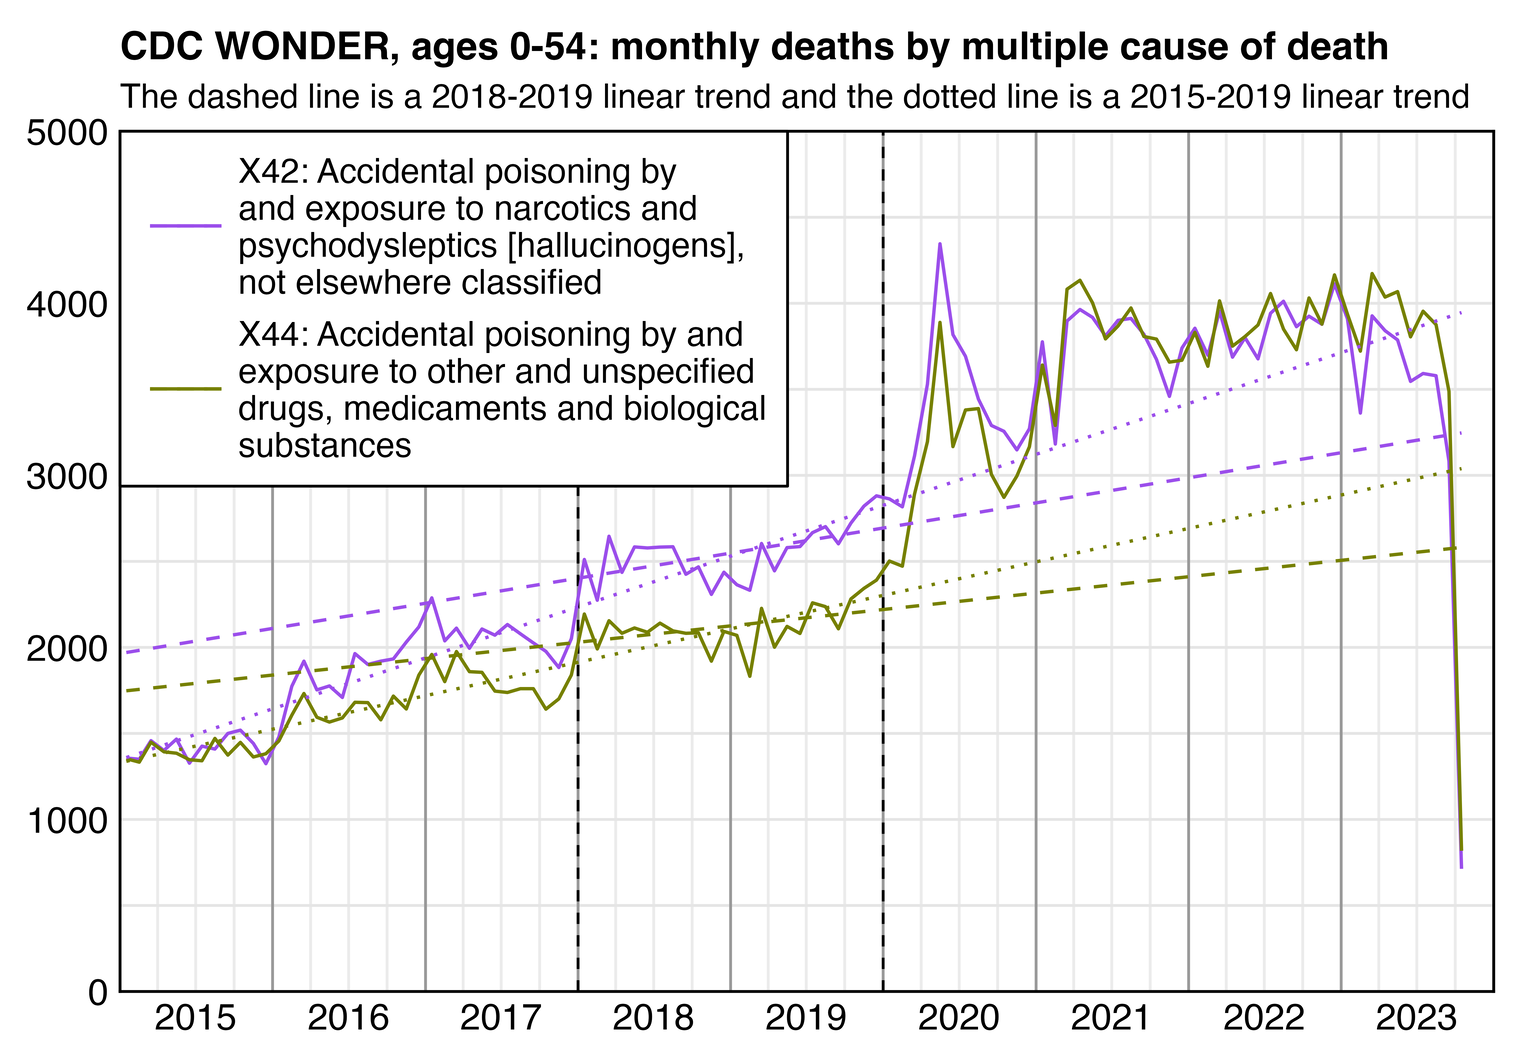 CDC WONDER, ages 0-54: monthly deaths by multiple cause of death
The dashed line is a 2018-2019 linear trend and the dotted line is a 2015-2019 linear trend
5000
X42: Accidental poisoning by
and exposure to narcotics and
psychodysleptics [hallucinogens],
not elsewhere classified
X44: Accidental poisoning by and
exposure to other and unspecified
drugs, medicaments and biological
substances
4000
3000
2000
1000
0
2015 2016 2017 2018 2019 2020 2021 2022 2023